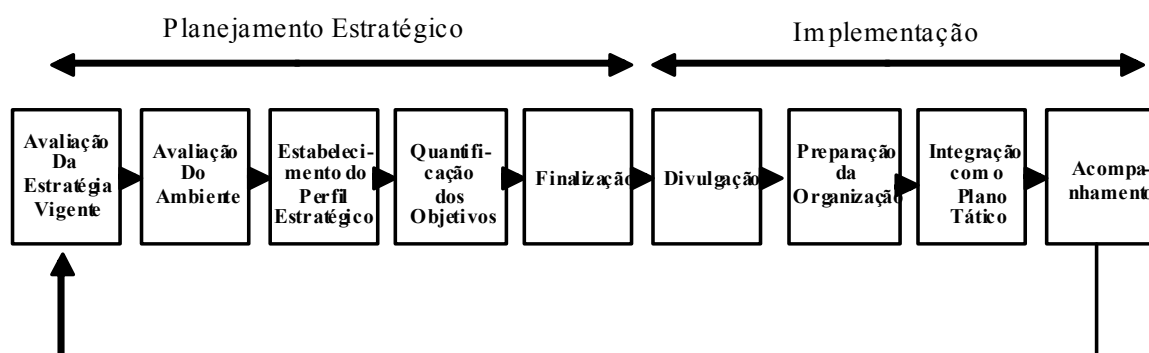 Planejamento Estratégico
Implementação
Avaliação
Da
Estratégia
Vigente
Avaliação
Do
Ambiente
Estabeleci-
mento do
Perfil
Estratégico
Quantifi-
cação
dos
Objetivos
Finalização
Divulgação
Preparação
da
Organização
Integração
com o
Plano
Tático
Acompa-
nhamento